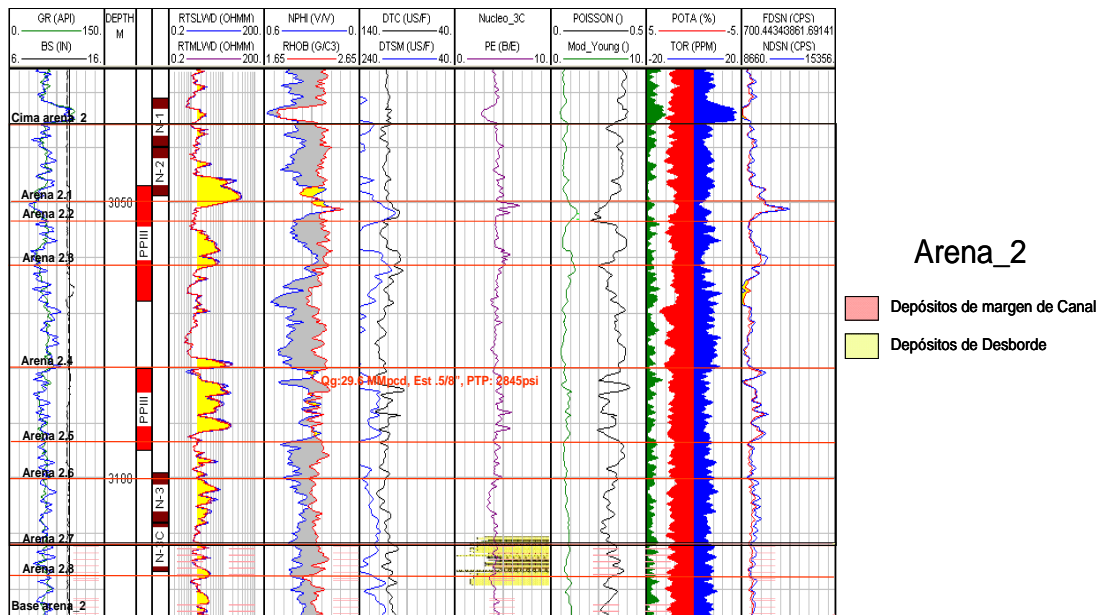 GR (API)
0. 150.
BS (IN)
6. 16.
DEPTH
M
RTSLWD (OHMM)
0.2 200.
RTMLWD (OHMM)
0.2 200.
NPHI (V/V)
0.6 0.
RHOB (G/C3)
1.65 2.65
DTC (US/F)
140. 40.
DTSM (US/F)
240. 40.
Nucleo_3C
PE (B/E)
0. 10.
POISSON ()
0. 0.5
Mod_Young ()
0. 10.
POTA (%)
5. -5.
TOR (PPM)
-20. 20.
FDSN (CPS)
700.44343861.69141
NDSN (CPS)
8660. 15356.
Cima arena_2
N-1
N-2
Arena 2.1
3050
Arena 2.2
PPIII
Arena 2.3
Arena 2.4
Qg:29.6 MMpcd, Est .5/8", PTP: 2845psi
PPIII
Arena 2.5
Arena 2.6
3100
N-3
Arena 2.7
N-3C
Arena 2.8
Base arena_2
Arena_2
Depósitos de margen de Canal
Depósitos de Desborde